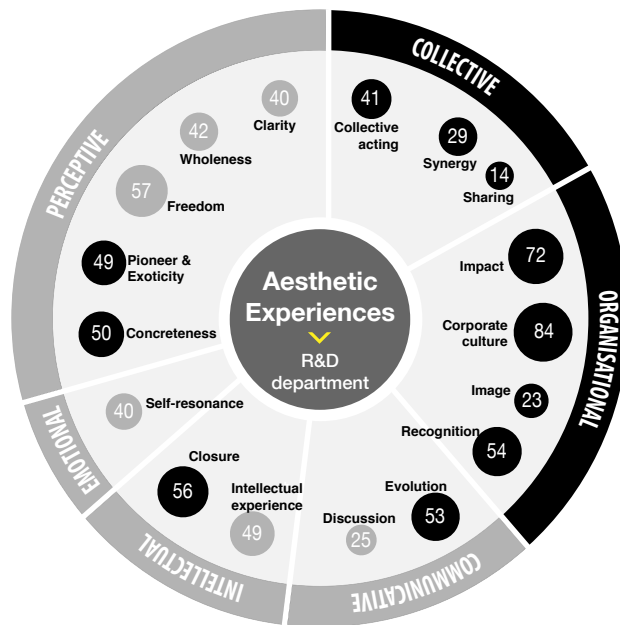 COLLECTIVE
41
Collective
acting
29
Synergy
14
Sharing
ORGANISATIONAL
Impact
72
Corporate
culture
84
Image
23
Recognition
54
COMMUNICATIVE
Evolution
53
Discussion
25
INTELLECTUAL
Intellectual
experience
49
Closure
56
EMOTIONAL
40
Self-resonance
PERCEPTIVE
50
Concreteness
49
Pioneer &
Exoticity
57
Freedom
42
Wholeness
40
Clarity
Aesthetic
Experiences
R&D
department